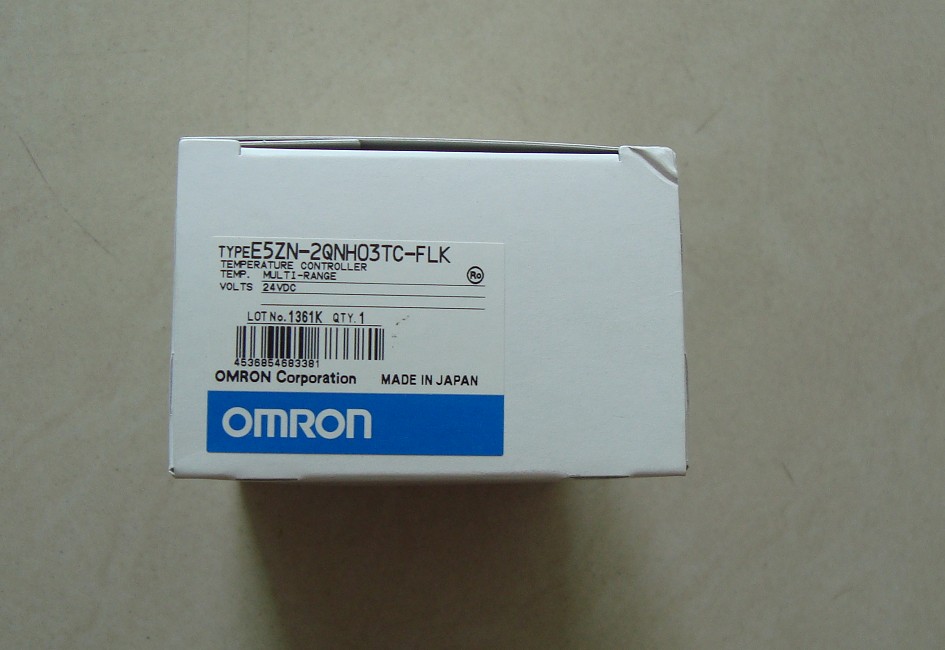 TYPE E5ZN-2QNH03TC-FLK
TEMPERATURE CONTROLLER
TEMP. MULTI-RANGE
Ro
VOLTS 24VDC
LOT No. 1361K QTY. 1
4536854683381
OMRON Corporation MADE IN JAPAN
OMRON